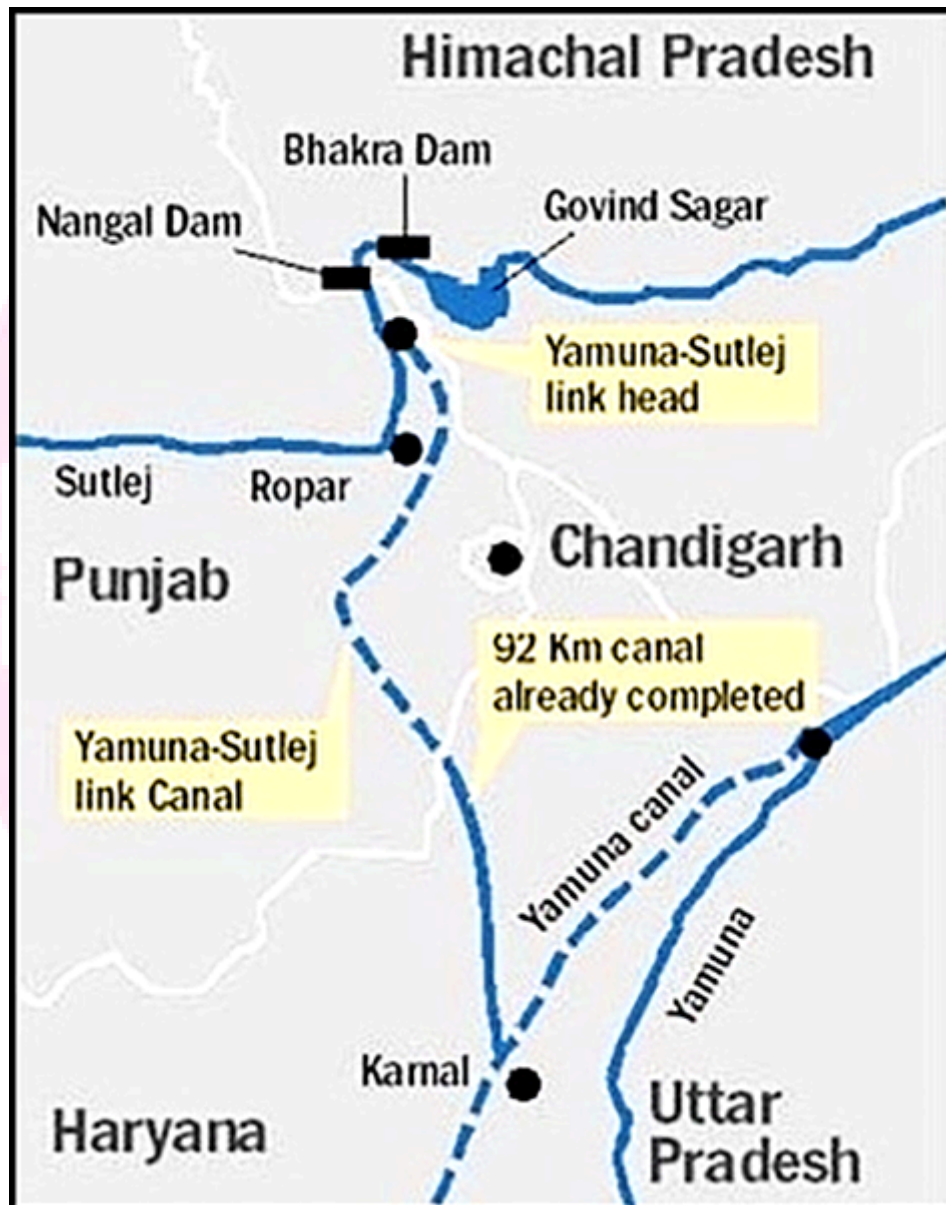 Himachal Pradesh
Bhakra Dam
Govind Sagar
Nangal Dam
Yamuna-Sutlej
link head
Sutlej
Ropar
Chandigarh
Punjab
92 Km canal
already completed
Yamuna-Sutlej
link Canal
Yamuna canal
Yamuna
Karnal
Uttar
Pradesh
Haryana